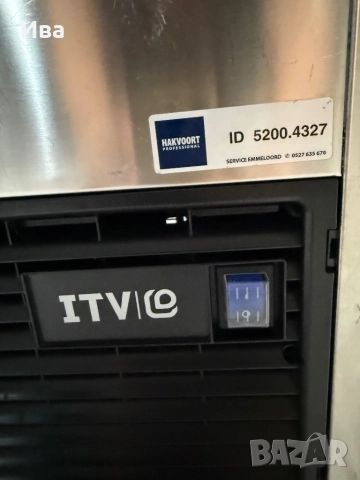 Ива
HAKVOORT
PROFESSIONAL
ID 5200.4327
SERVICE EMMELOORD ✆ 0527 635 670
ITV
BAZAR